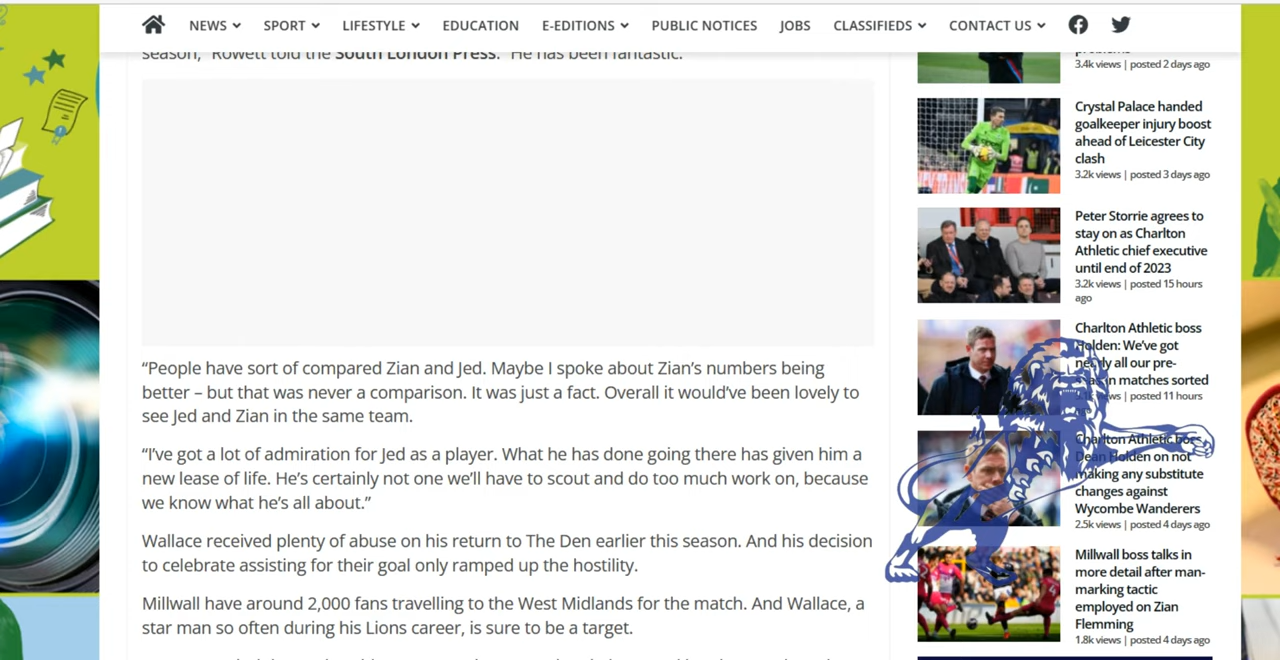 NEWS SPORT LIFESTYLE EDUCATION E-EDITIONS PUBLIC NOTICES JOBS CLASSIFIEDS CONTACT US
season," Rowett told the South London Press. "He has been fantastic.
“People have sort of compared Zian and Jed. Maybe I spoke about Zian’s numbers being
better – but that was never a comparison. It was just a fact. Overall it would’ve been lovely to
see Jed and Zian in the same team.
“I’ve got a lot of admiration for Jed as a player. What he has done going there has given him a
new lease of life. He’s certainly not one we’ll have to scout and do too much work on, because
we know what he’s all about.”
Wallace received plenty of abuse on his return to The Den earlier this season. And his decision
to celebrate assisting for their goal only ramped up the hostility.
Millwall have around 2,000 fans travelling to the West Midlands for the match. And Wallace, a
star man so often during his Lions career, is sure to be a target.
problems
3.4k views | posted 2 days ago
Crystal Palace handed
goalkeeper injury boost
ahead of Leicester City
clash
3.2k views | posted 3 days ago
Peter Storrie agrees to
stay on as Charlton
Athletic chief executive
until end of 2023
3.2k views | posted 15 hours
ago
Charlton Athletic boss
Holden: We’ve got
nearly all our pre-
in matches sorted
views | posted 11 hours
Charlton Athletic boss
Dean Holden on not
making any substitute
changes against
Wycombe Wanderers
2.5k views | posted 4 days ago
Millwall boss talks in
more detail after man-
marking tactic
employed on Zian
Flemming
1.8k views | posted 4 days ago